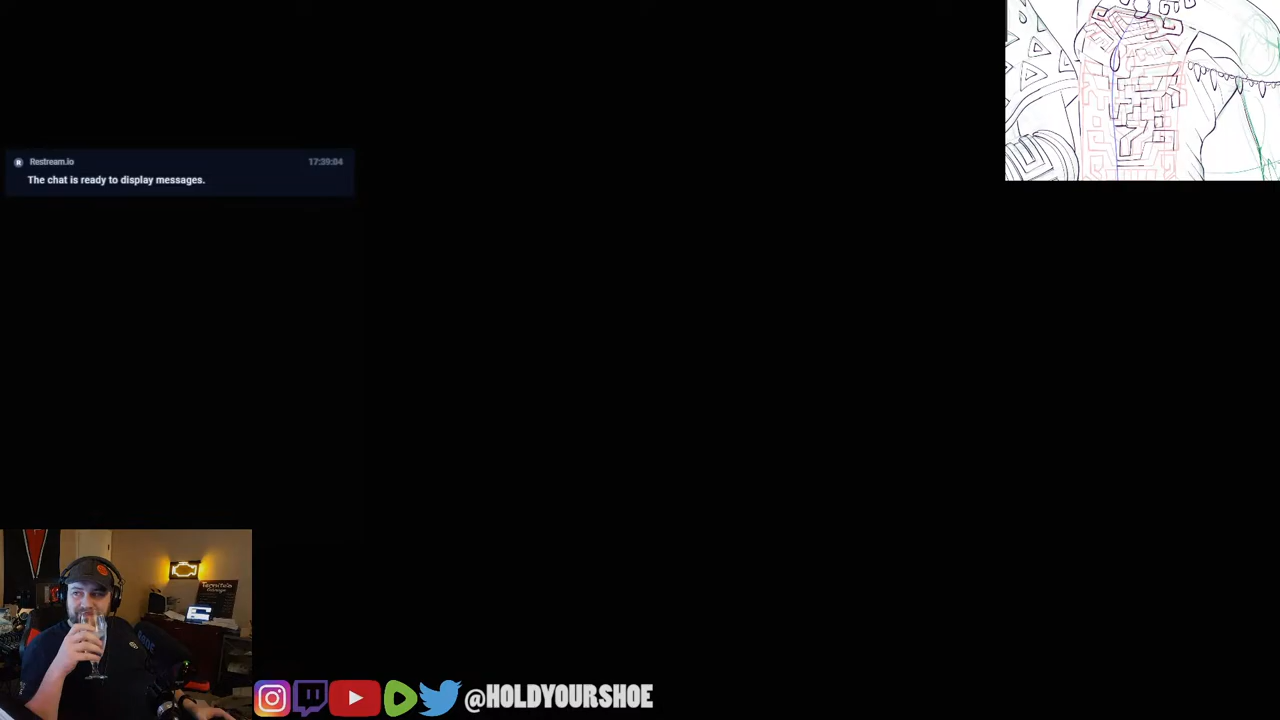 Restream.io 17:39:04
The chat is ready to display messages.
@HOLDYOURSHOE